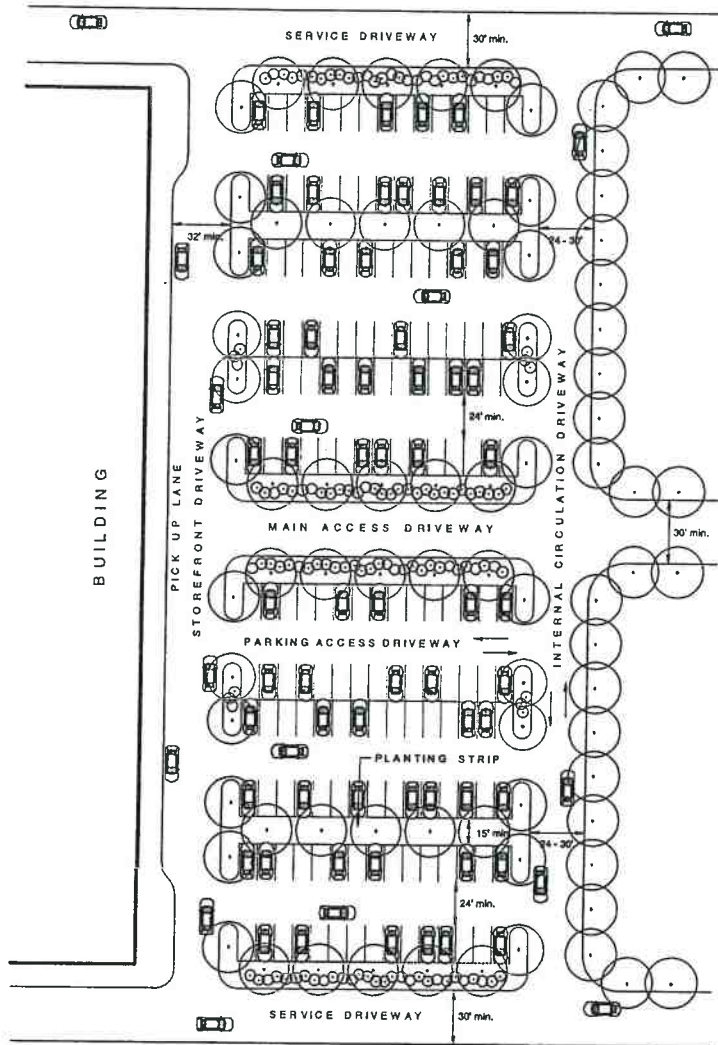 SERVICE DRIVEWAY
30' min.
32' min.
24 - 30'
24' min.
BUILDING
PICK UP LANE
STOREFRONT DRIVEWAY
INTERNAL CIRCULATION DRIVEWAY
MAIN ACCESS DRIVEWAY
30' min.
PARKING ACCESS DRIVEWAY
PLANTING STRIP
15' min
24 - 30'
24' min.
SERVICE DRIVEWAY
30' min.